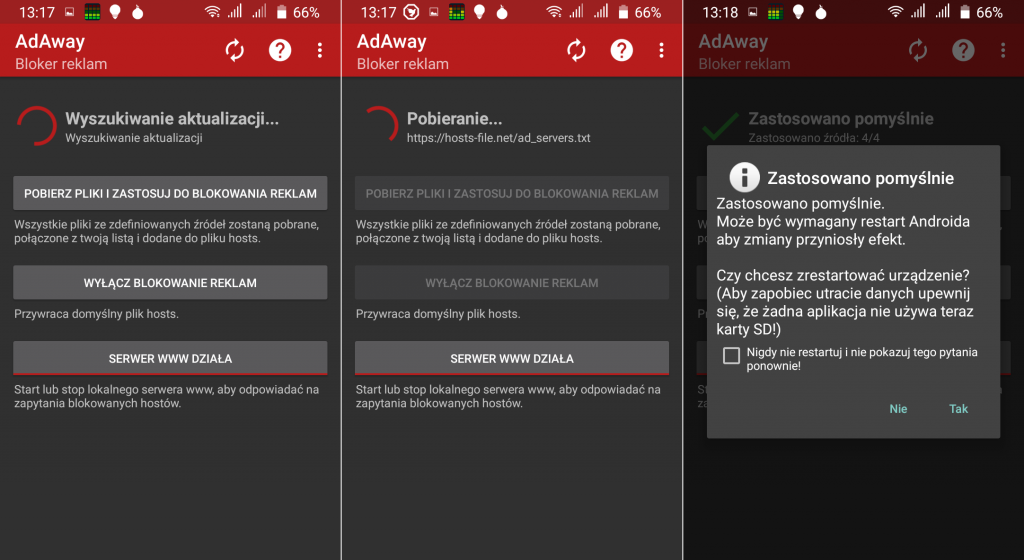 13:17
66%
AdAway
Bloker reklam
Wyszukiwanie aktualizacji...
Wyszukiwanie aktualizacji
POBIERZ PLIKI I ZASTOSUJ DO BLOKOWANIA REKLAM
Wszystkie pliki ze zdefiniowanych źródeł zostaną pobrane,
połączone z twoją listą i dodane do pliku hosts.
WYŁĄCZ BLOKOWANIE REKLAM
Przywraca domyślny plik hosts.
SERWER WWW DZIAŁA
Start lub stop lokalnego serwera www, aby odpowiadać na
zapytania blokowanych hostów.
13:17
66%
AdAway
Bloker reklam
Pobieranie...
https://hosts-file.net/ad_servers.txt
POBIERZ PLIKI I ZASTOSUJ DO BLOKOWANIA REKLAM
Wszystkie pliki ze zdefiniowanych źródeł zostaną pobrane,
połączone z twoją listą i dodane do pliku hosts.
WYŁĄCZ BLOKOWANIE REKLAM
Przywraca domyślny plik hosts.
SERWER WWW DZIAŁA
Start lub stop lokalnego serwera www, aby odpowiadać na
zapytania blokowanych hostów.
13:18
66%
AdAway
Bloker reklam
Zastosowano pomyślnie
Zastosowano źródła: 4/4
Zastosowano pomyślnie
Zastosowano pomyślnie.
Może być wymagany restart Androida
aby zmiany przyniosły efekt.
Czy chcesz zrestartować urządzenie?
(Aby zapobiec utracie danych upewnij
się, że żadna aplikacja nie używa teraz
karty SD!)
Nigdy nie restartuj i nie pokazuj tego pytania
ponownie!
Nie
Tak